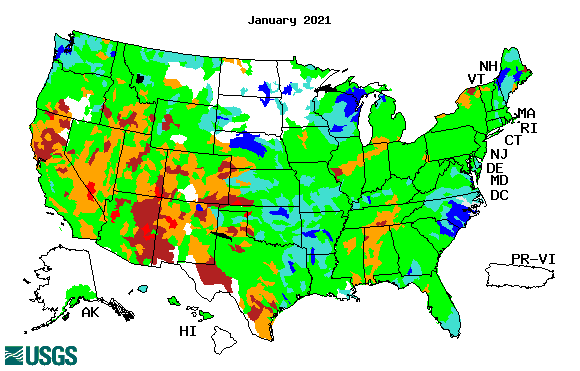 January 2021
NH
VT
MA
RI
CT
NJ
DE
MD
DC
PR-VI
AK
HI
USGS